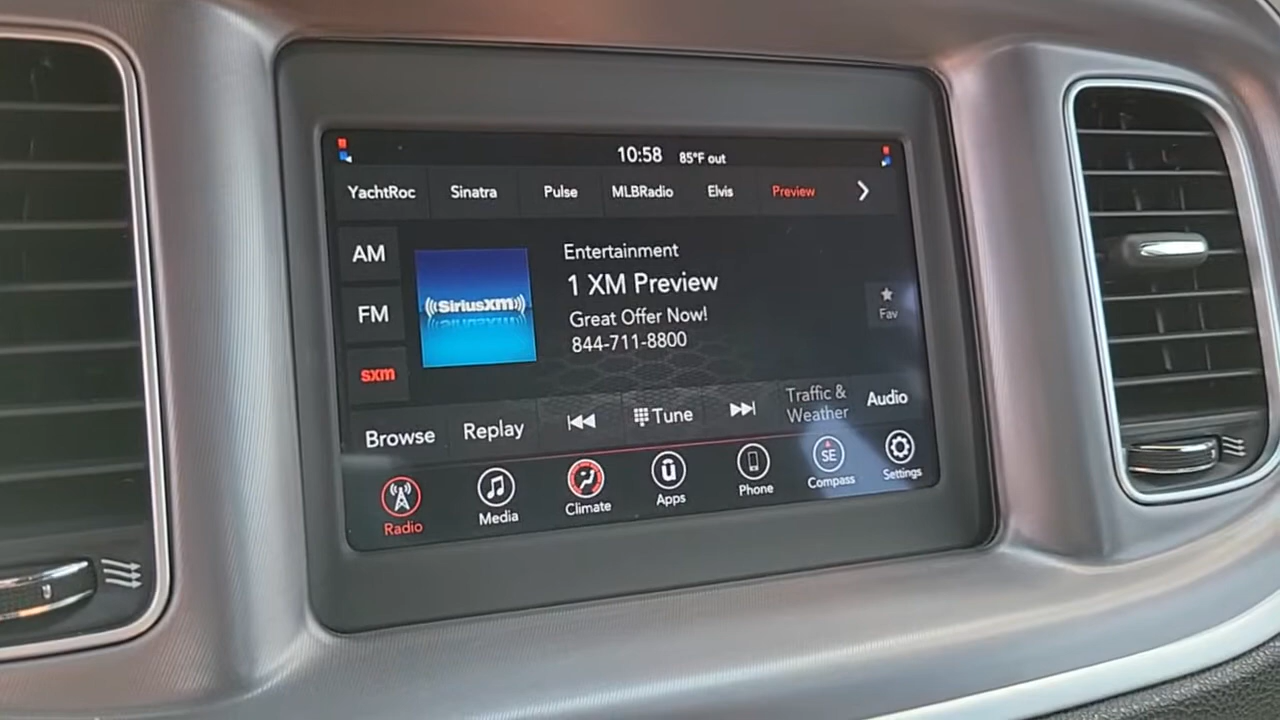 10:58 85°F out
YachtRoc Sinatra Pulse MLBRadio Elvis Preview
AM
FM
sxm
((SiriusXM))
Entertainment
1 XM Preview
Great Offer Now!
844-711-8800
Fav
Browse Replay Tune Traffic & Weather Audio
Radio Media Climate Apps Phone SE Compass Settings